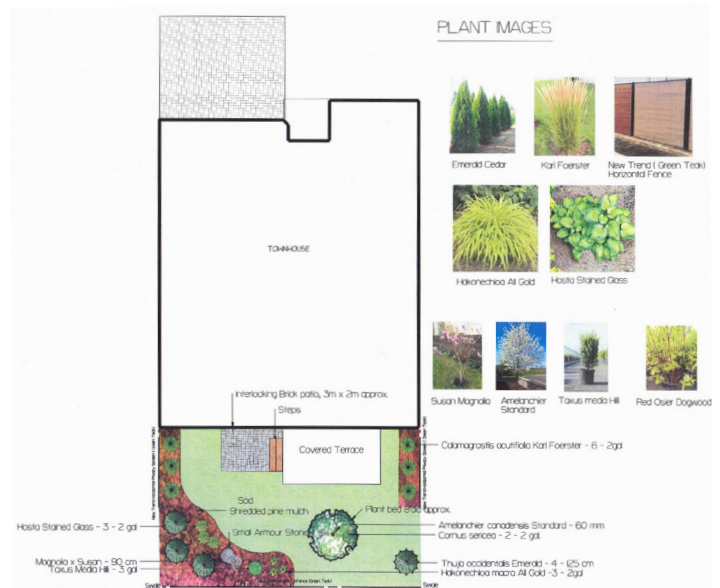 PLANT IMAGES
Emerald Cedar
Karl Foerster
New Trend ( Green Teak)
Horizontal Fence
TOWNHOUSE
Hakonechloa All Gold
Hosta Stained Glass
Susan Magnolia
Amelanchier
Standard
Taxus media Hilli
Red Osier Dogwood
Interlocking Brick patio, 3m x 2m approx.
Steps
Covered Terrace
Calamagrostis acutifolia Karl Foerster - 6 - 2gal
Sod
Shredded pine mulch
Plant bed approx.
Hosta Stained Glass - 3 - 2 gal
Small Armour Stone
Amelanchier canadensis Standard - 60 mm
Cornus sericea - 2 - 2 gal.
Magnolia x Susan - 90 cm
Taxus Media Hilli - 3 gal
Thuja occidentalis Emerald - 4 - 125 cm
Hakonechloa macra All Gold -3 - 2gal
Swale
Swale